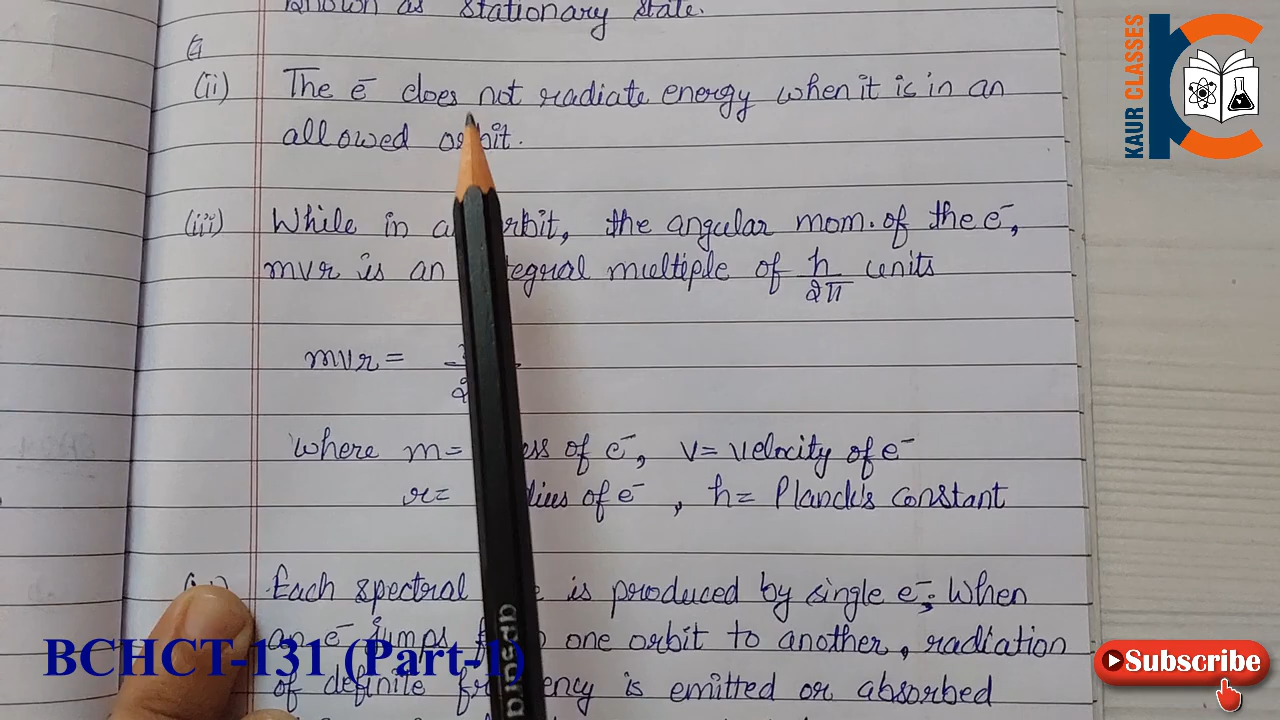 known as stationary state.
(ii) The e⁻ does not radiate energy when it is in an
allowed orbit.
(iii) While in a orbit, the angular mom. of the e⁻,
mvr is an integral multiple of h/2π units
mvr =
where m = mass of e⁻, v = velocity of e⁻
r = radius of e⁻, h = Planck's constant
Each spectral is produced by single e⁻; When
an e⁻ jumps from one orbit to another, radiation
of definite frequency is emitted or absorbed
BCHCT-131 (Part-1)
apsara
KAUR CLASSES
Subscribe